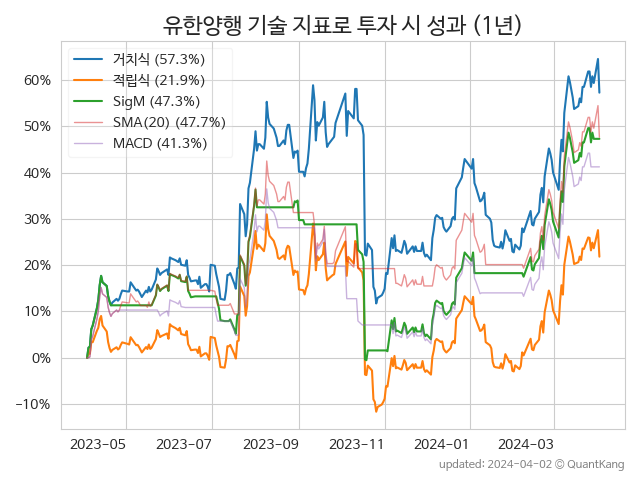 유한양행 기술 지표로 투자 시 성과 (1년)
거치식 (57.3%)
적립식 (21.9%)
SigM (47.3%)
SMA(20) (47.7%)
MACD (41.3%)
60%
50%
40%
30%
20%
10%
0%
−10%
2023-05 2023-07 2023-09 2023-11 2024-01 2024-03
updated: 2024-04-02 © QuantKang